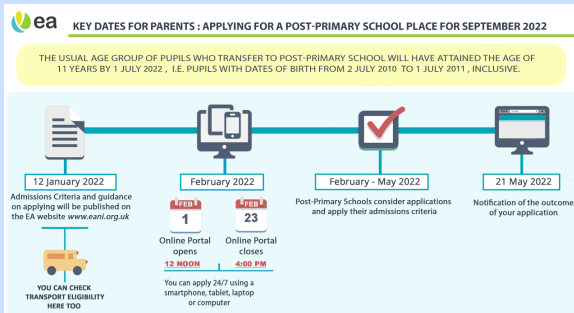 ea
KEY DATES FOR PARENTS : APPLYING FOR A POST-PRIMARY SCHOOL PLACE FOR SEPTEMBER 2022
THE USUAL AGE GROUP OF PUPILS WHO TRANSFER TO POST-PRIMARY SCHOOL WILL HAVE ATTAINED THE AGE OF
11 YEARS BY 1 JULY 2022 , I.E. PUPILS WITH DATES OF BIRTH FROM 2 JULY 2010 TO 1 JULY 2011 , INCLUSIVE.
12 January 2022
Admissions Criteria and guidance
on applying will be published on
the EA website www.eani.org.uk
YOU CAN CHECK
TRANSPORT ELIGIBILITY
HERE TOO
February 2022
FEB
1
Online Portal
opens
12 NOON
FEB
23
Online Portal
closes
4:00 PM
You can apply 24/7 using a
smartphone, tablet, laptop
or computer
February - May 2022
Post-Primary Schools consider applications
and apply their admissions criteria
21 May 2022
Notification of the outcome
of your application